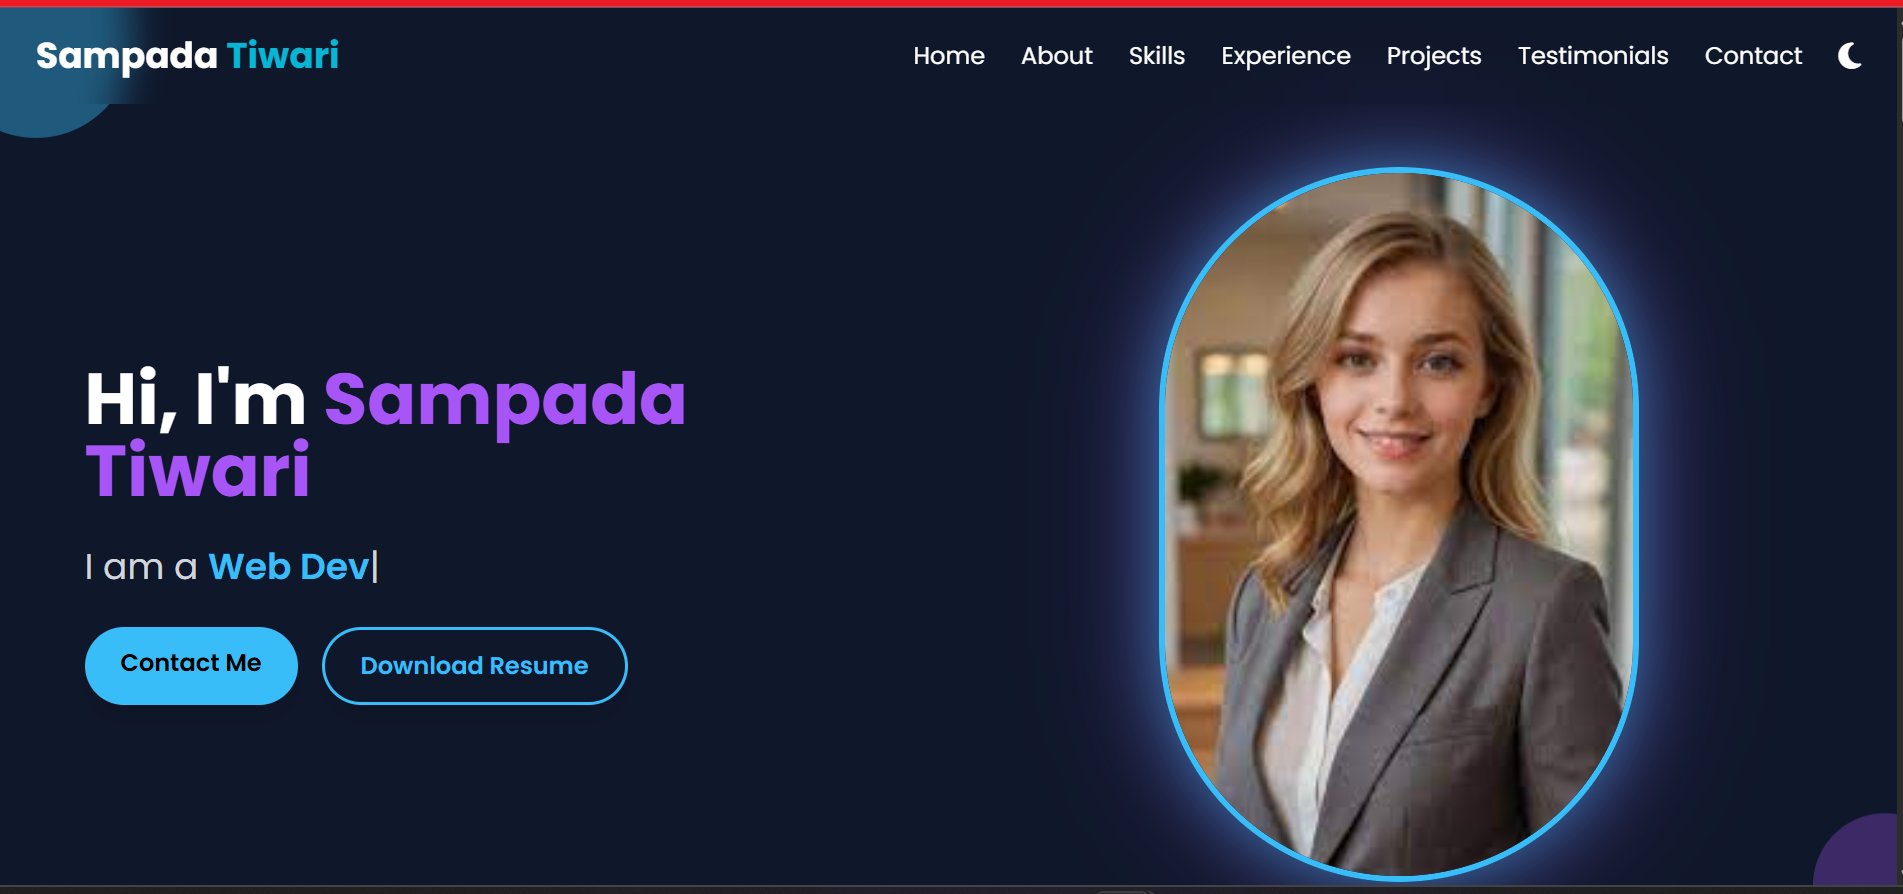 Sampada Tiwari
Home About Skills Experience Projects Testimonials Contact
Hi, I'm Sampada
Tiwari
I am a Web Dev|
Contact Me Download Resume